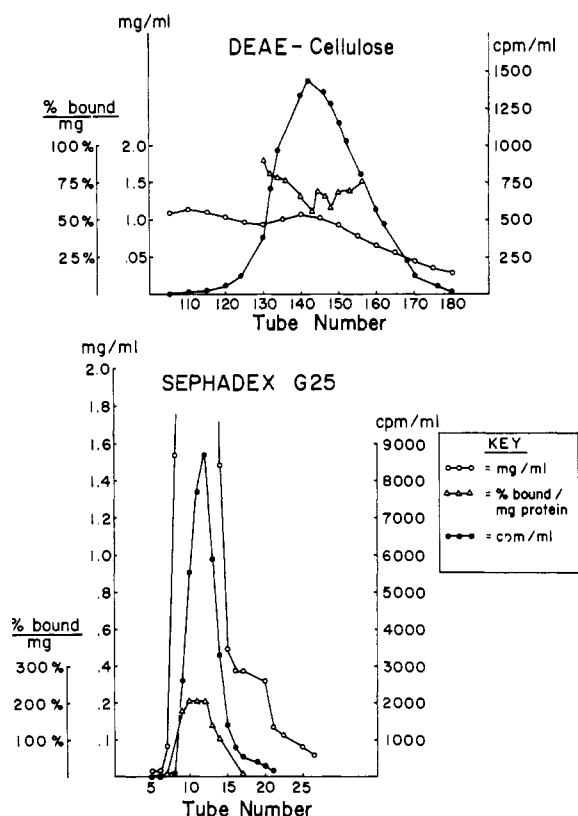 DEAE-Cellulose
mg/ml
cpm/ml
% bound
mg
100%
75%
50%
25%
2.0
1.5
1.0
.05
1500
1250
1000
750
500
250
110 120 130 140 150 160 170 180
Tube Number
SEPHADEX G25
mg/ml
2.0
1.8
1.6
1.4
1.2
1.0
.8
.6
.4
.2
.1
% bound
mg
300%
200%
100%
cpm/ml
9000
8000
7000
6000
5000
4000
3000
2000
1000
5 10 15 20 25
Tube Number
KEY
= mg/ml
= % bound/
mg protein
= cpm/ml